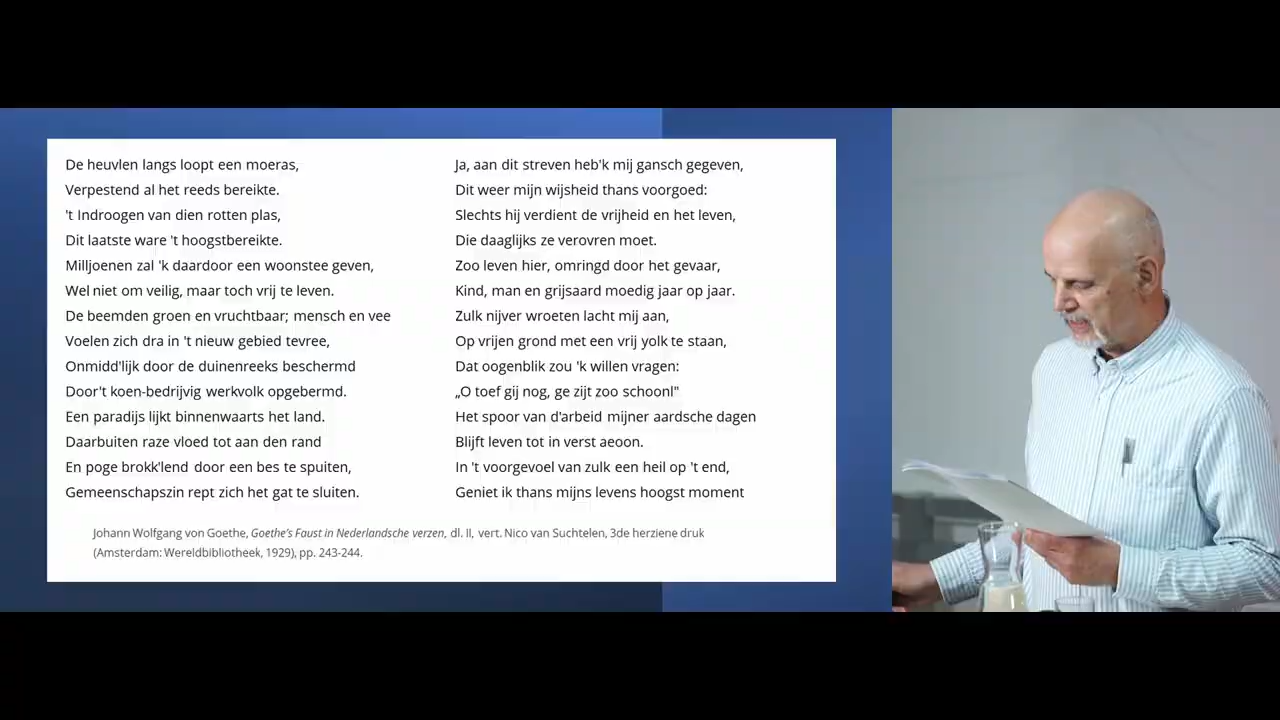 De heuvlen langs loopt een moeras,
Verpestend al het reeds bereikte.
't Indroogen van dien rotten plas,
Dit laatste ware 't hoogstbereikte.
Milljoenen zal 'k daardoor een woonstee geven,
Wel niet om veilig, maar toch vrij te leven.
De beemden groen en vruchtbaar; mensch en vee
Voelen zich dra in 't nieuw gebied tevree,
Onmidd'lijk door de duinenreeks beschermd
Door't koen-bedrijvig werkvolk opgebermd.
Een paradijs lijkt binnenwaarts het land.
Daarbuiten raze vloed tot aan den rand
En poge brokk'lend door een bes te spuiten,
Gemeenschapszin rept zich het gat te sluiten.
Ja, aan dit streven heb'k mij gansch gegeven,
Dit weer mijn wijsheid thans voorgoed:
Slechts hij verdient de vrijheid en het leven,
Die daaglijks ze verovren moet.
Zoo leven hier, omringd door het gevaar,
Kind, man en grijsaard moedig jaar op jaar.
Zulk nijver wroeten lacht mij aan,
Op vrijen grond met een vrij yolk te staan,
Dat oogenblik zou 'k willen vragen:
„O toef gij nog, ge zijt zoo schoonl"
Het spoor van d'arbeid mijner aardsche dagen
Blijft leven tot in verst aeoon.
In 't voorgevoel van zulk een heil op 't end,
Geniet ik thans mijns levens hoogst moment
Johann Wolfgang von Goethe, Goethe's Faust in Nederlandsche verzen, dl. II, vert. Nico van Suchtelen, 3de herziene druk
(Amsterdam: Wereldbibliotheek, 1929), pp. 243-244.